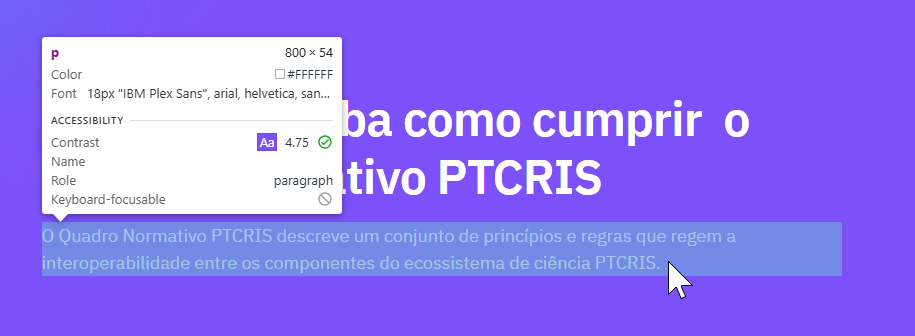 p 800 × 54
Color #FFFFFF
Font 18px "IBM Plex Sans", arial, helvetica, san...
ACCESSIBILITY
Contrast Aa 4.75
Name
Role paragraph
Keyboard-focusable
ba como cumprir o
tivo PTCRIS
O Quadro Normativo PTCRIS descreve um conjunto de princípios e regras que regem a
interoperabilidade entre os componentes do ecossistema de ciência PTCRIS.